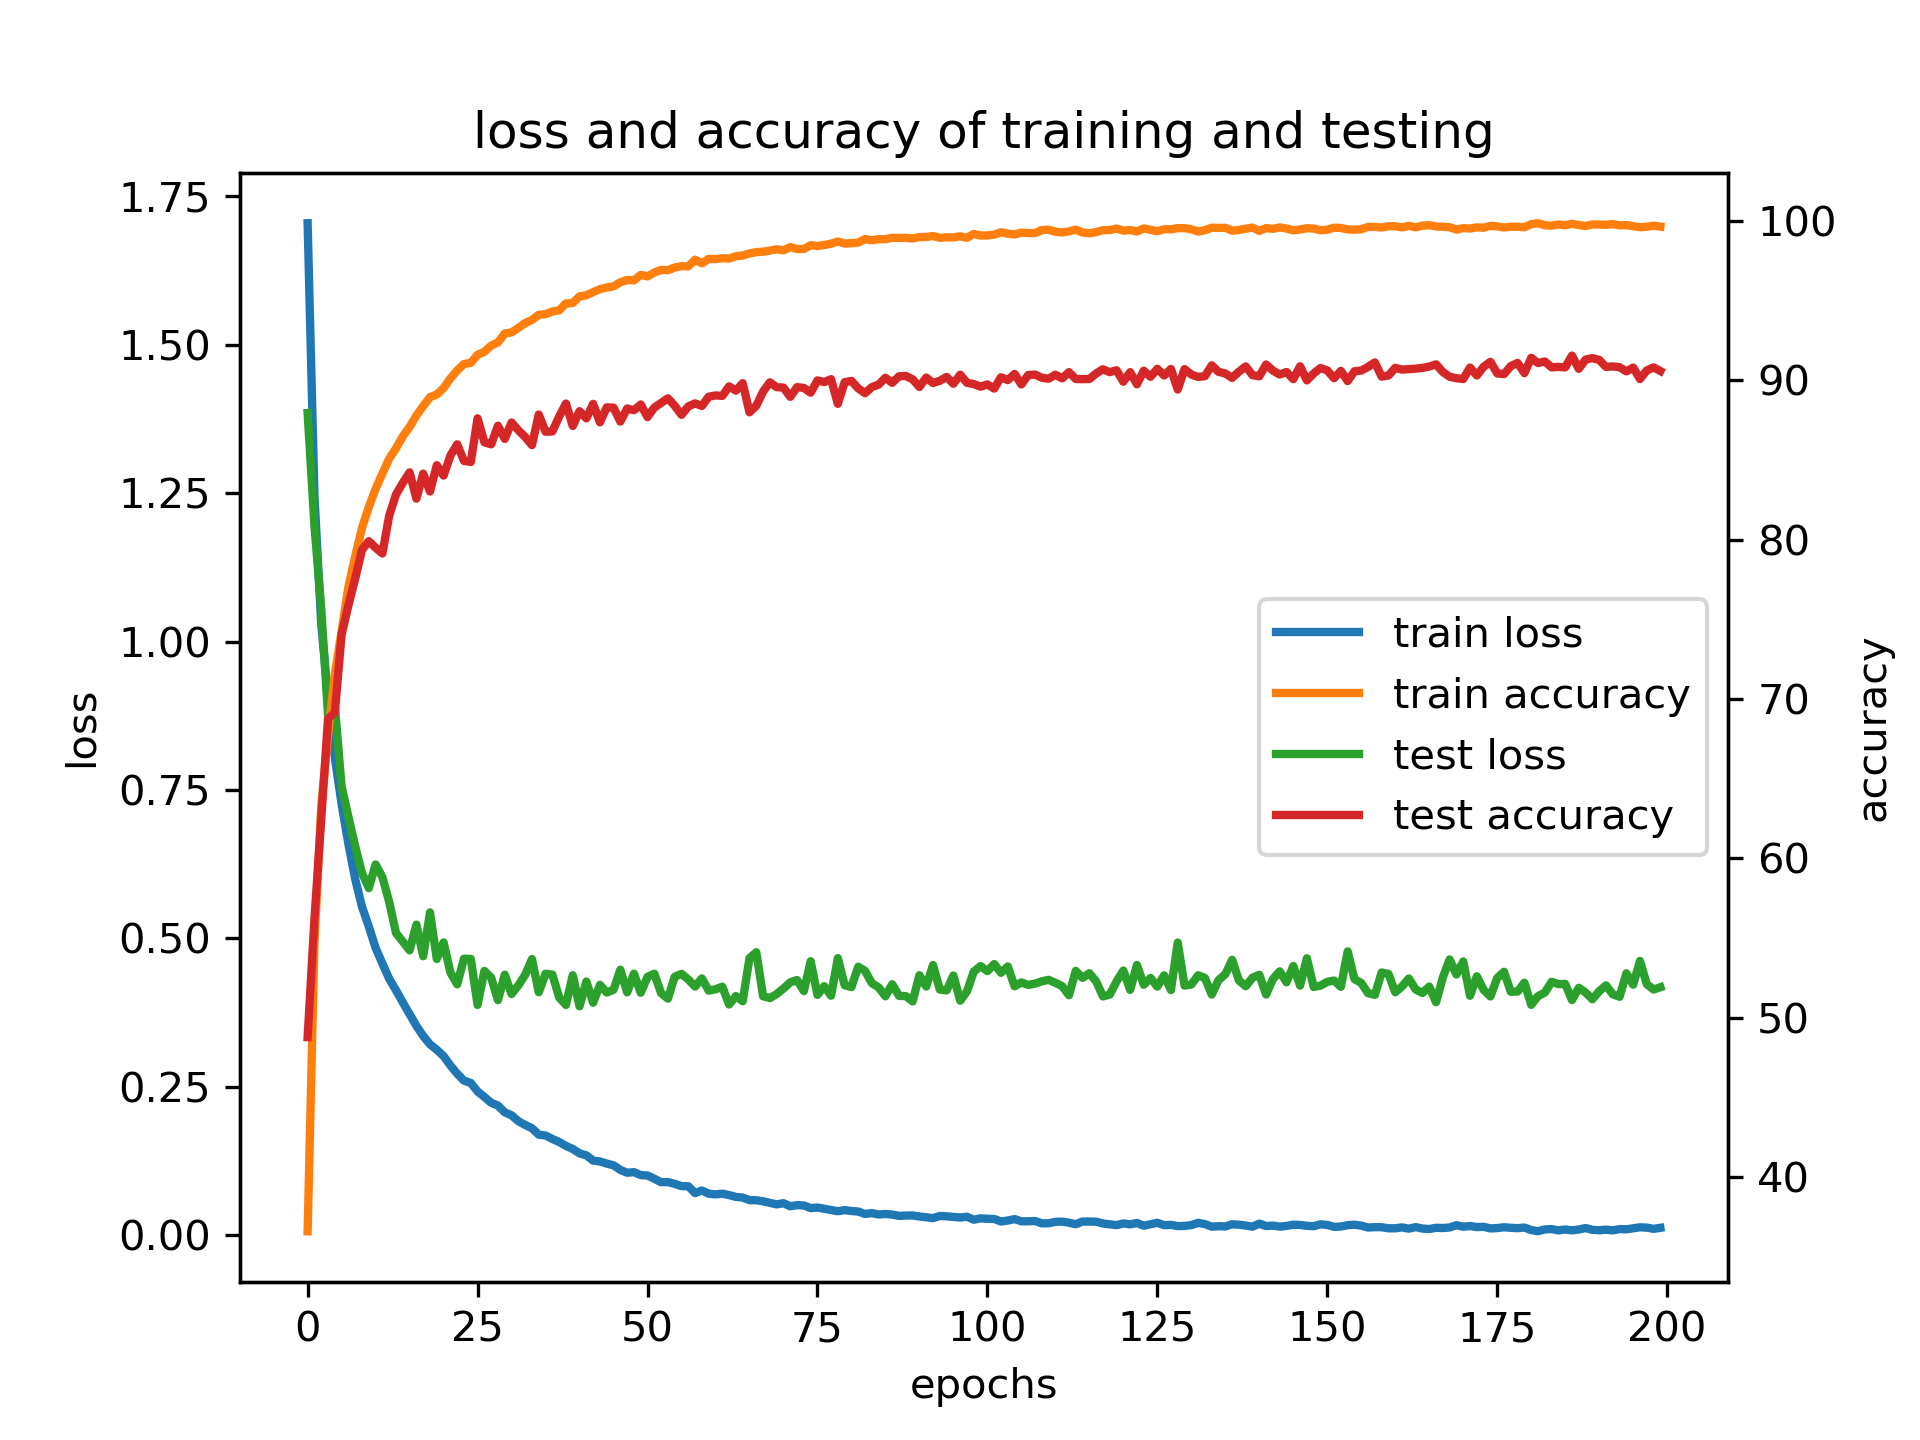 loss and accuracy of training and testing
1.75
1.50
1.25
1.00
0.75
0.50
0.25
0.00
loss
100
90
80
70
60
50
40
accuracy
train loss
train accuracy
test loss
test accuracy
0 25 50 75 100 125 150 175 200
epochs